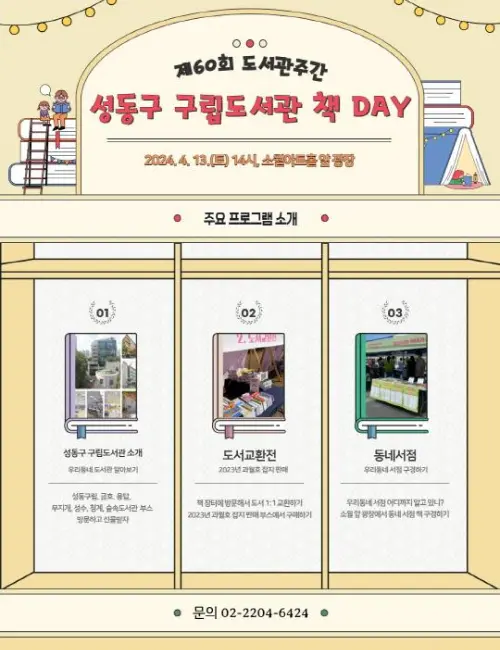 제60회 도서관주간
성동구 구립도서관 책 DAY
2024. 4. 13.(토) 14시, 소월아트홀 앞 광장
주요 프로그램 소개
01
성동구 구립도서관 소개
우리동네 도서관 알아보기
성동구립, 금호, 용답,
무지개, 성수, 청계, 숲속도서관 부스
방문하고 선물받자
02
도서교환전
2023년 과월호 잡지 판매
책 장터에 방문해서 도서 1:1 교환하기
2023년 과월호 잡지 판매 부스에서 구매하기
03
동네서점
우리동네 서점 구경하기
우리동네 서점 어디까지 알고 있니?
소월 앞 광장에서 동네 서점 책 구경하기
문의 02-2204-6424